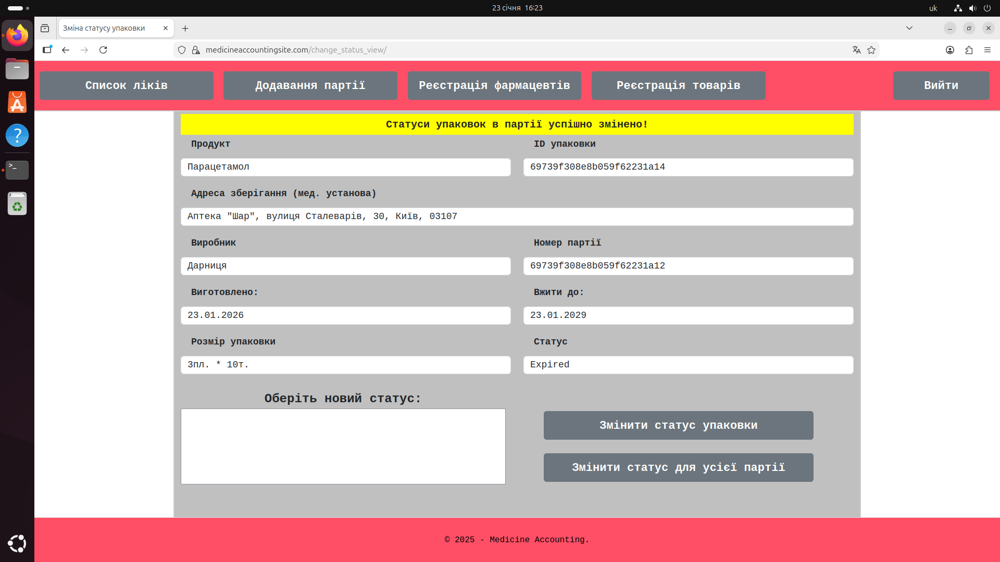 23 січня 16:23
uk
Зміна статусу упаковки
medicineaccountingsite.com/change_status_view/
Список ліків
Додавання партії
Реєстрація фармацевтів
Реєстрація товарів
Вийти
Статуси упаковок в партії успішно змінено!
Продукт
ID упаковки
Парацетамол
69739f308e8b059f62231a14
Адреса зберігання (мед. установа)
Аптека "Шар", вулиця Сталеварів, 30, Київ, 03107
Виробник
Номер партії
Дарниця
69739f308e8b059f62231a12
Виготовлено:
Вжити до:
23.01.2026
23.01.2029
Розмір упаковки
Статус
3пл. * 10т.
Expired
Оберіть новий статус:
Змінити статус упаковки
Змінити статус для усієї партії
© 2025 - Medicine Accounting.